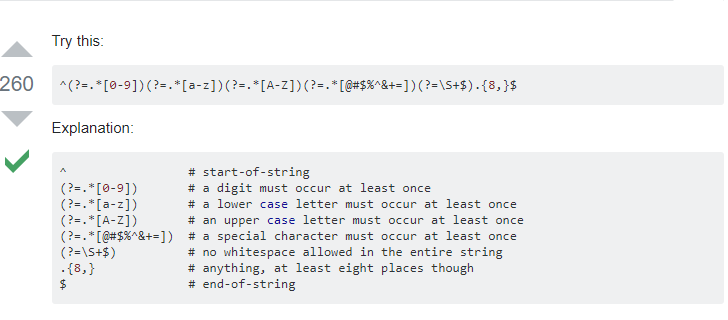 Try this:
260
^(?=.*[0-9])(?=.*[a-z])(?=.*[A-Z])(?=.*[@#$%^&+=])(?=\S+$).{8,}$
Explanation:
^                 # start-of-string
(?=.*[0-9])       # a digit must occur at least once
(?=.*[a-z])       # a lower case letter must occur at least once
(?=.*[A-Z])       # an upper case letter must occur at least once
(?=.*[@#$%^&+=])  # a special character must occur at least once
(?=\S+$)          # no whitespace allowed in the entire string
.{8,}             # anything, at least eight places though
$                 # end-of-string